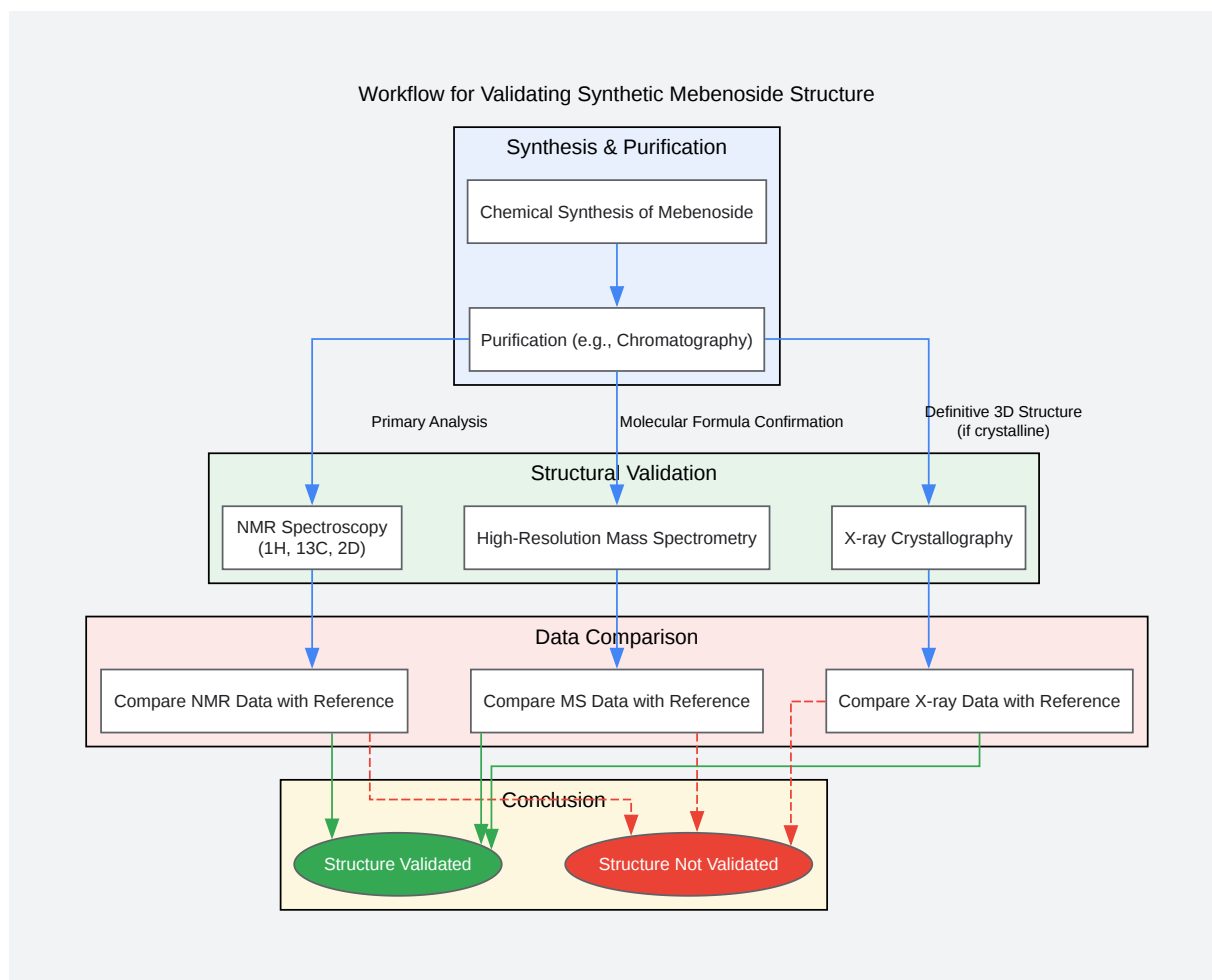 Workflow for Validating Synthetic Mebenoside Structure
Synthesis & Purification
Chemical Synthesis of Mebenoside
Purification (e.g., Chromatography)
Primary Analysis
Molecular Formula Confirmation
Definitive 3D Structure
(if crystalline)
Structural Validation
NMR Spectroscopy
(1H, 13C, 2D)
High-Resolution Mass Spectrometry
X-ray Crystallography
Data Comparison
Compare NMR Data with Reference
Compare MS Data with Reference
Compare X-ray Data with Reference
Conclusion
Structure Validated
Structure Not Validated